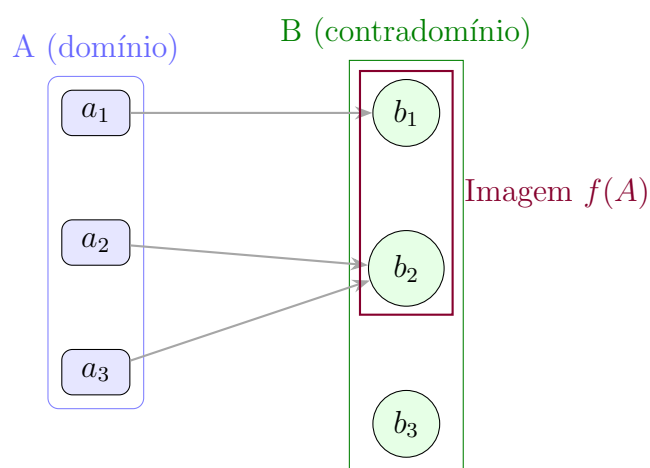 A (domínio)
B (contradomínio)
a₁
b₁
Imagem f(A)
a₂
b₂
a₃
b₃